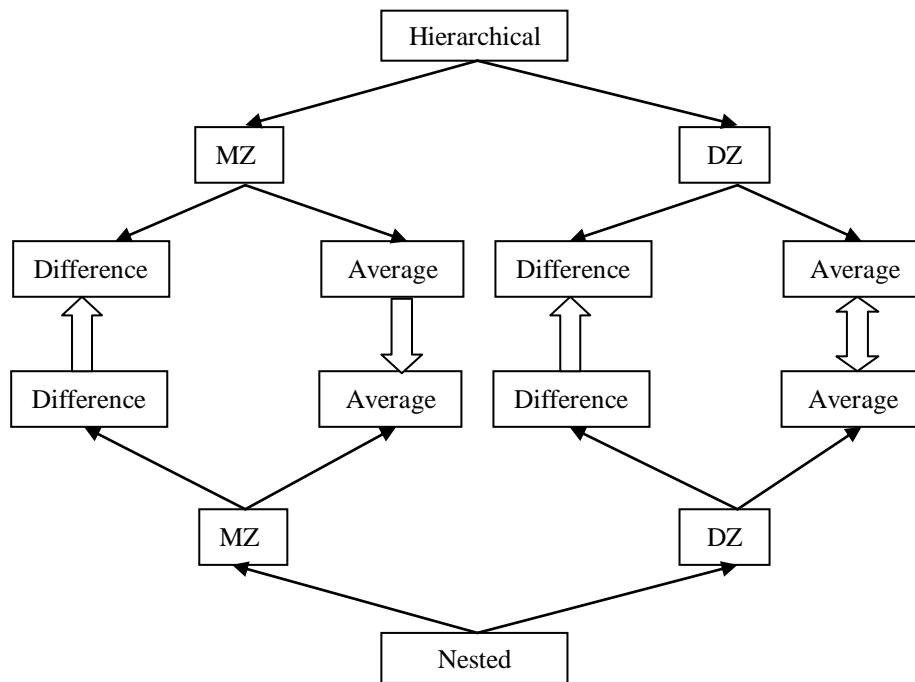 Hierarchical
MZ
DZ
Difference
Average
Difference
Average
Difference
Average
Difference
Average
MZ
DZ
Nested